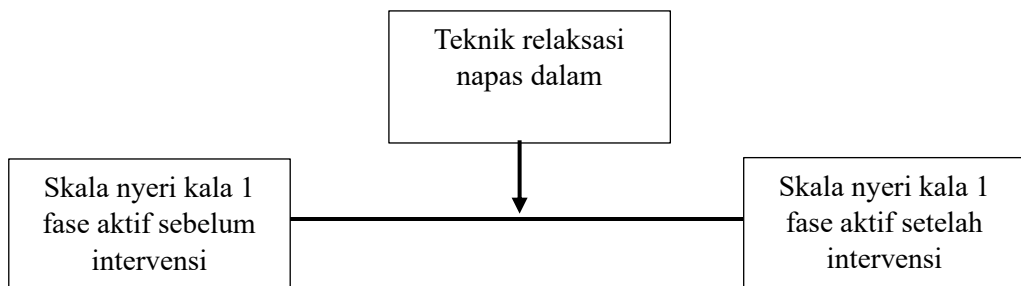 Teknik relaksasi
napas dalam
Skala nyeri kala 1
fase aktif sebelum
intervensi
Skala nyeri kala 1
fase aktif setelah
intervensi